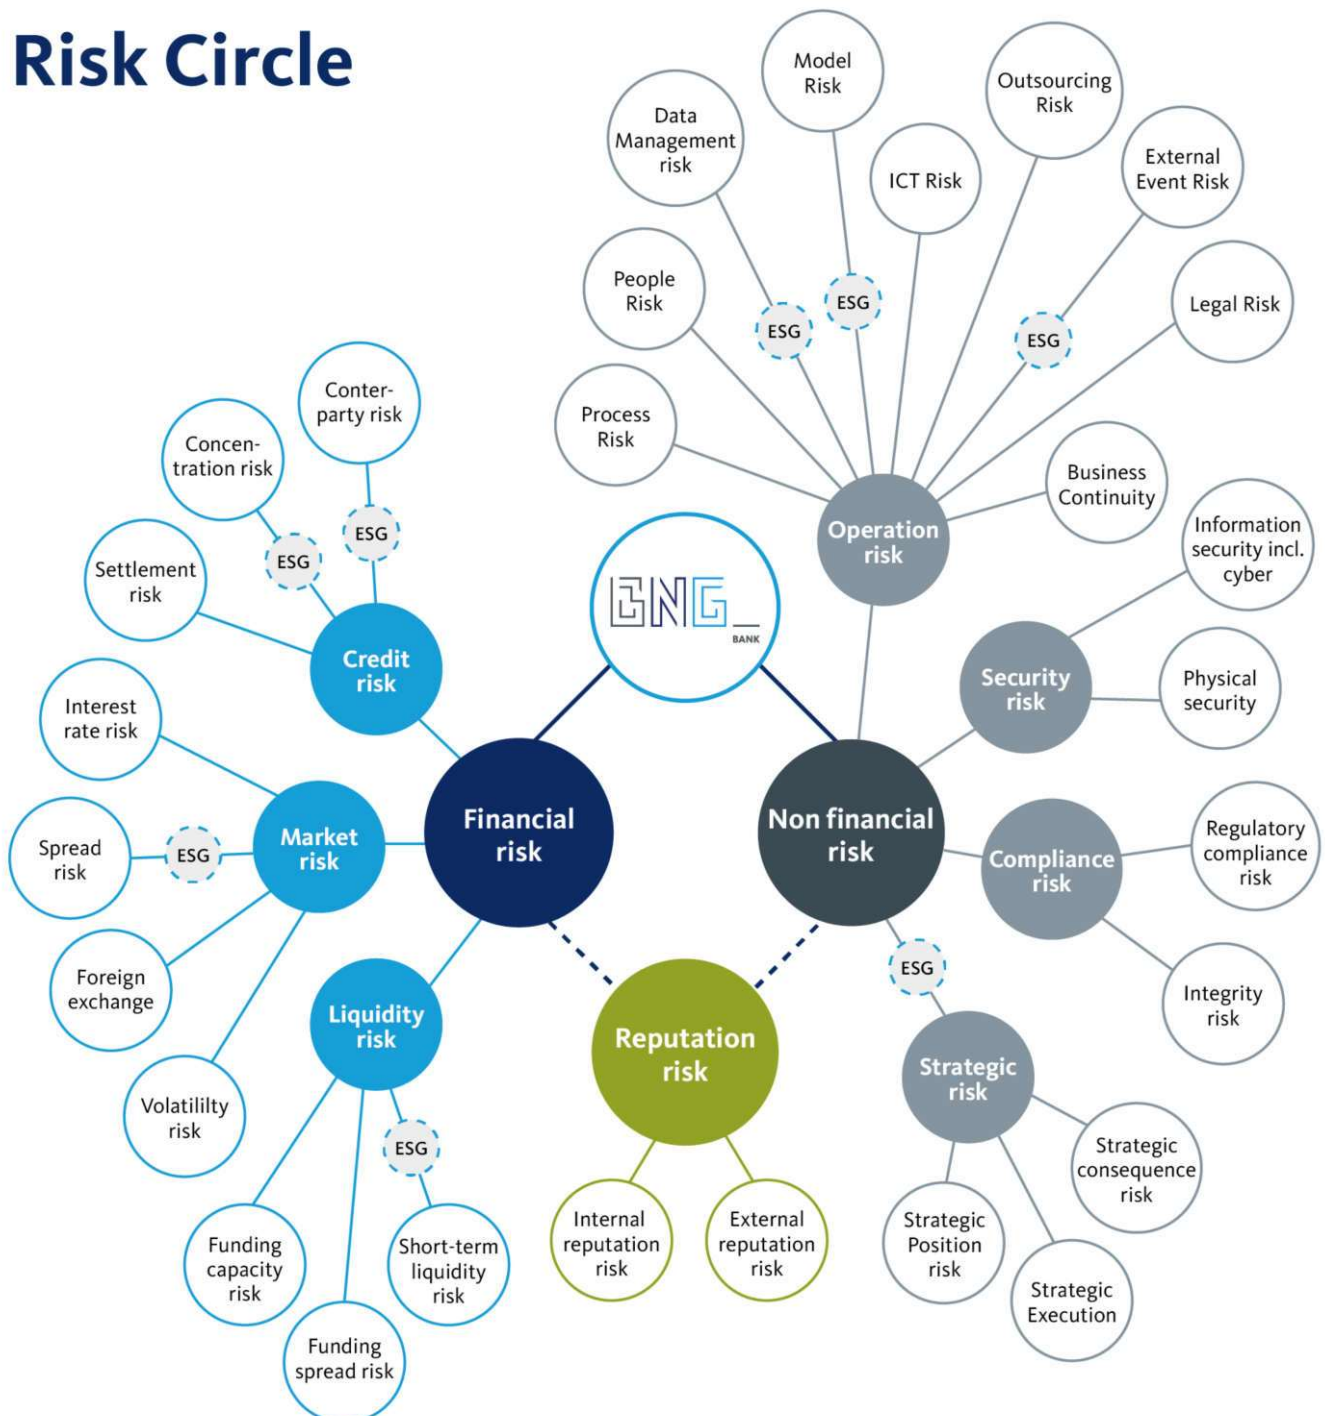 Risk Circle
Model
Risk
Outsourcing
Risk
Data
Management
risk
External
Event Risk
ICT Risk
People
Risk
Legal Risk
ESG
ESG
ESG
Process
Risk
Business
Continuity
Operation
risk
Information
security incl.
cyber
Security
risk
Physical
security
Conter-
party risk
Concen-
tration risk
ESG
ESG
Settlement
risk
Credit
risk
BNG_
BANK
Interest
rate risk
Financial
risk
Non financial
risk
Market
risk
ESG
Spread
risk
Foreign
exchange
Volatililty
risk
Compliance
risk
Regulatory
compliance
risk
Integrity
risk
ESG
Liquidity
risk
Reputation
risk
Strategic
risk
ESG
Strategic
consequence
risk
Funding
capacity
risk
Short-term
liquidity
risk
Funding
spread risk
Internal
reputation
risk
External
reputation
risk
Strategic
Position
risk
Strategic
Execution